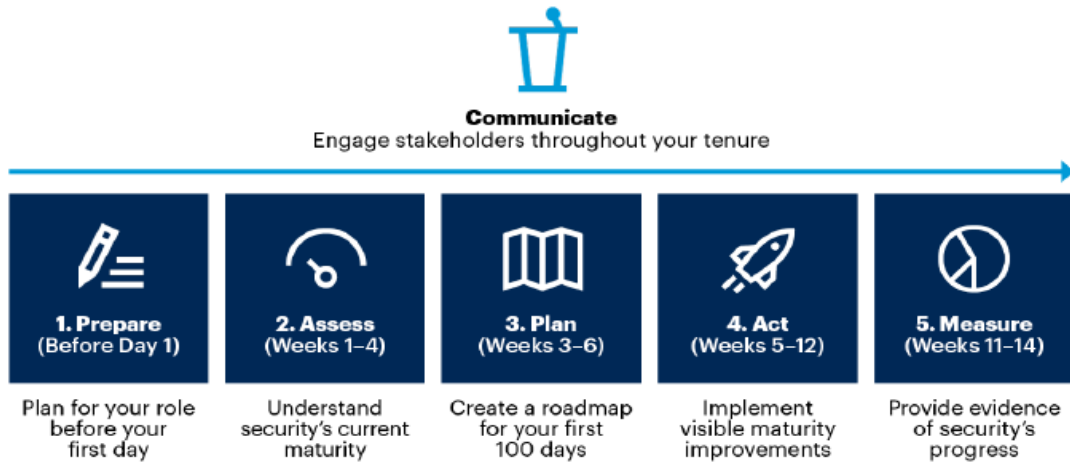 Communicate
Engage stakeholders throughout your tenure
1. Prepare
(Before Day 1)
Plan for your role
before your
first day
2. Assess
(Weeks 1–4)
Understand
security's current
maturity
3. Plan
(Weeks 3–6)
Create a roadmap
for your first
100 days
4. Act
(Weeks 5–12)
Implement
visible maturity
improvements
5. Measure
(Weeks 11–14)
Provide evidence
of security's
progress